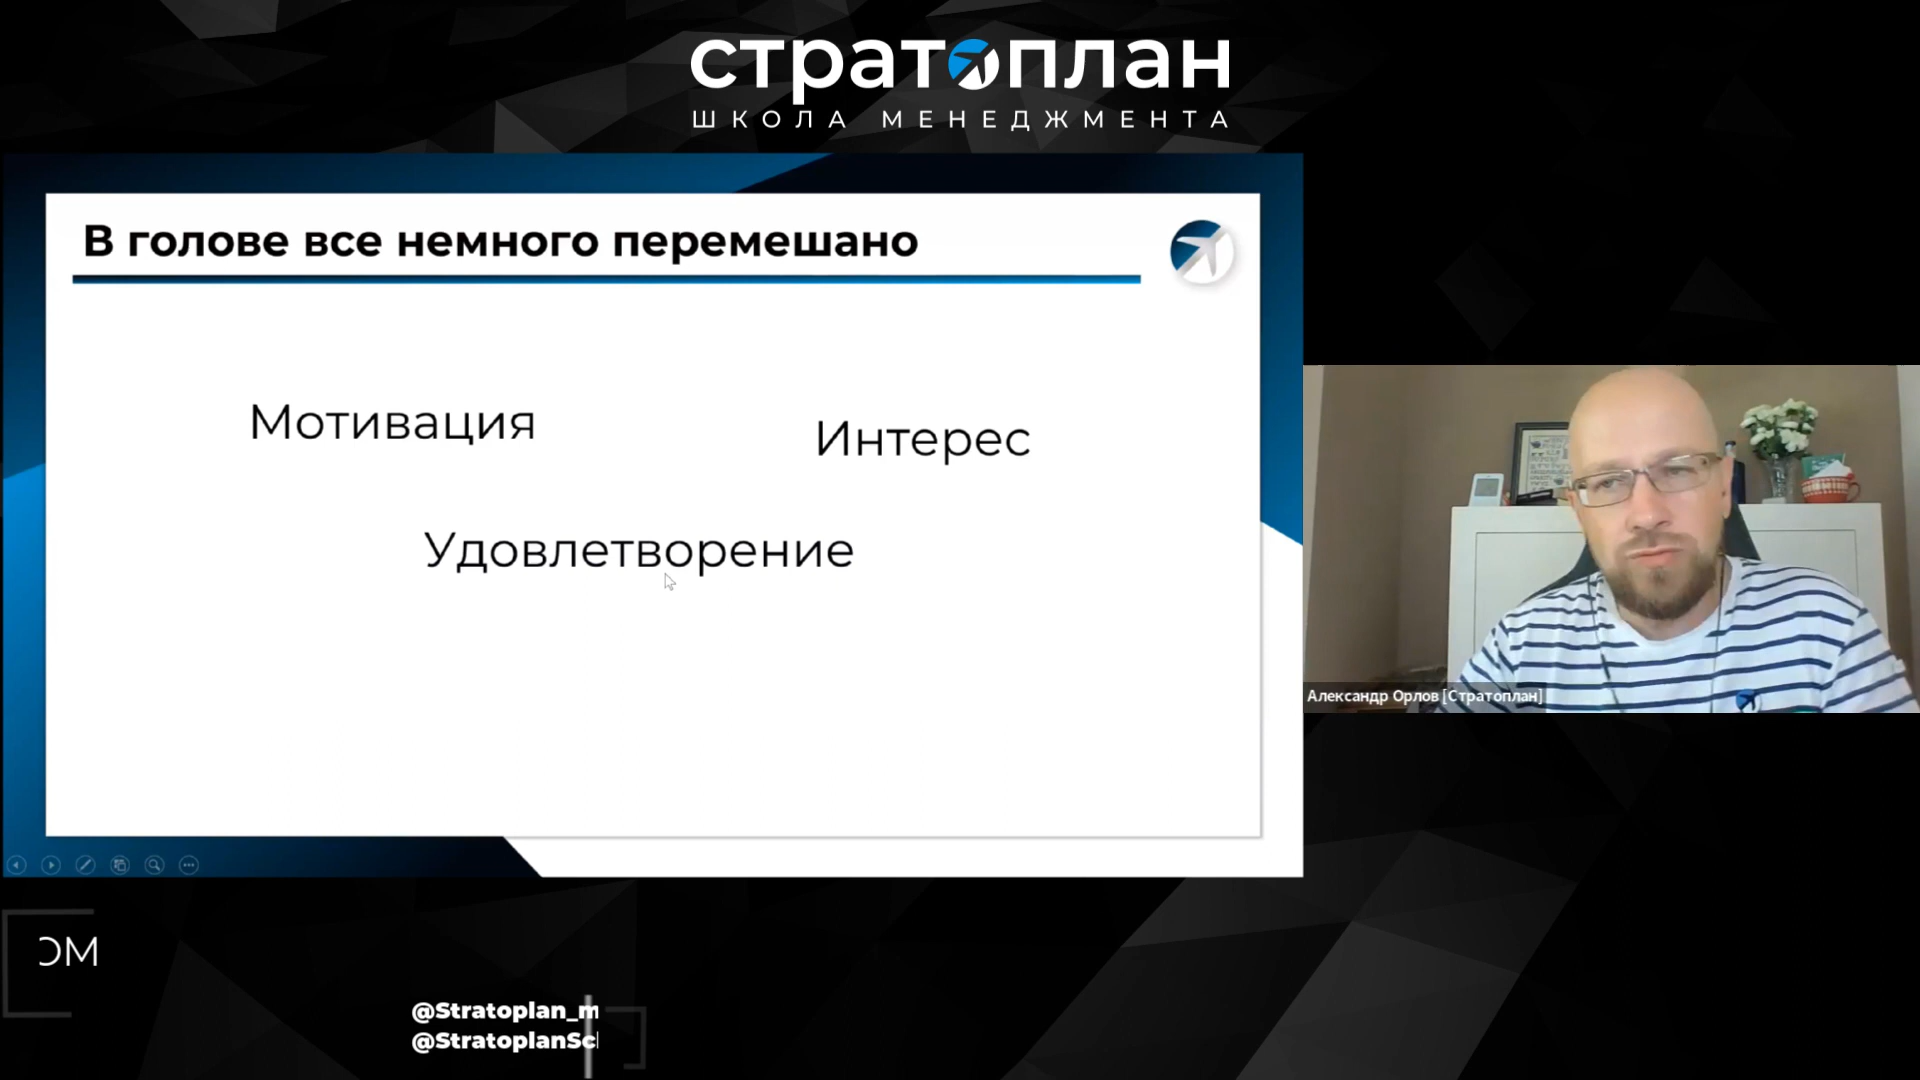 стратоплан
ШКОЛА МЕНЕДЖМЕНТА
В голове все немного перемешано
Мотивация
Интерес
Удовлетворение
Александр Орлов [Стратоплан]
@Stratoplan_m
@StratoplanSc